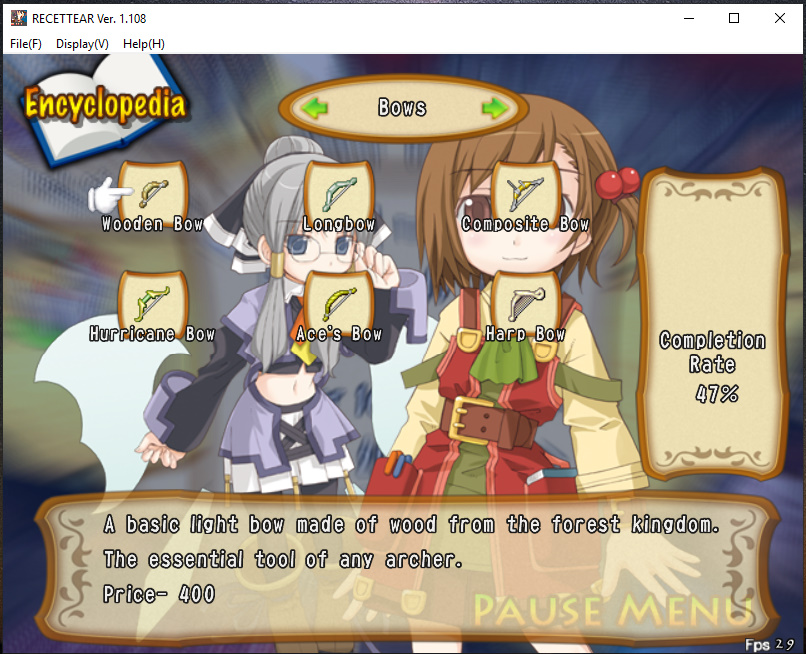 RECETTEAR Ver. 1.108
File(F) Display(V) Help(H)
Encyclopedia
Bows
Wooden Bow
Longbow
Composite Bow
Hurricane Bow
Ace's Bow
Harp Bow
Completion
Rate
47%
A basic light bow made of wood from the forest kingdom.
The essential tool of any archer.
Price- 400
PAUSE MENU
Fps 29